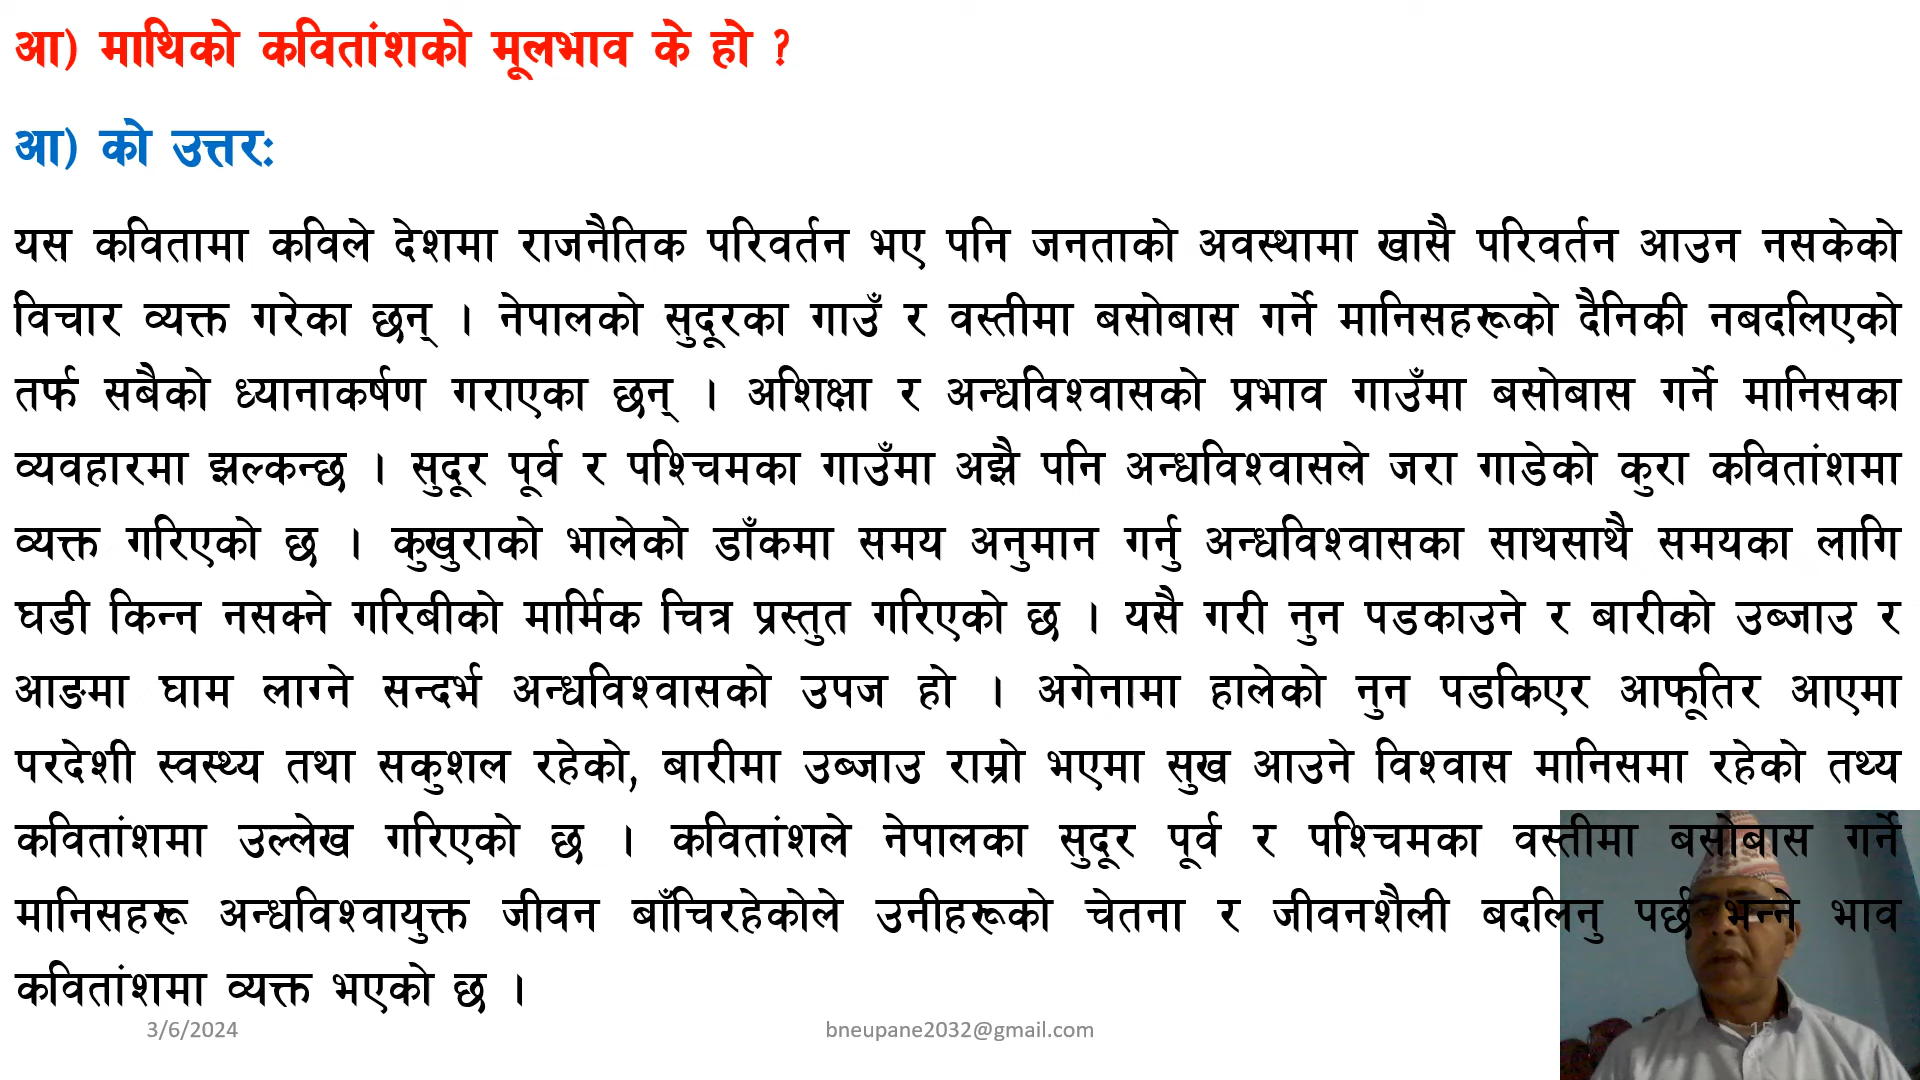 आ) माथिको कवितांशको मूलभाव के हो ?
आ) को उत्तरः
यस कवितामा कविले देशमा राजनैतिक परिवर्तन भए पनि जनताको अवस्थामा खासै परिवर्तन आउन नसकेको
विचार व्यक्त गरेका छन् । नेपालको सुदूरका गाउँ र वस्तीमा बसोबास गर्ने मानिसहरूको दैनिकी नबदलिएको
तर्फ सबैको ध्यानाकर्षण गराएका छन् । अशिक्षा र अन्धविश्वासको प्रभाव गाउँमा बसोबास गर्ने मानिसका
व्यवहारमा झल्कन्छ । सुदूर पूर्व र पश्चिमका गाउँमा अझै पनि अन्धविश्वासले जरा गाडेको कुरा कवितांशमा
व्यक्त गरिएको छ । कुखुराको भालेको डाँकमा समय अनुमान गर्नु अन्धविश्वासका साथसाथै समयका लागि
घडी किन्न नसक्ने गरिबीको मार्मिक चित्र प्रस्तुत गरिएको छ । यसै गरी नुन पडकाउने र बारीको उब्जाउ र
आङमा घाम लाग्ने सन्दर्भ अन्धविश्वासको उपज हो । अगेनामा हालेको नुन पडकिएर आफूतिर आएमा
परदेशी स्वस्थ्य तथा सकुशल रहेको, बारीमा उब्जाउ राम्रो भएमा सुख आउने विश्वास मानिसमा रहेको तथ्य
कवितांशमा उल्लेख गरिएको छ । कवितांशले नेपालका सुदूर पूर्व र पश्चिमका वस्तीमा बसोबास गर्ने
मानिसहरू अन्धविश्वायुक्त जीवन बाँचिरहेकोले उनीहरूको चेतना र जीवनशैली बदलिनु पर्छ भन्ने भाव
कवितांशमा व्यक्त भएको छ ।
3/6/2024
bneupane2032@gmail.com